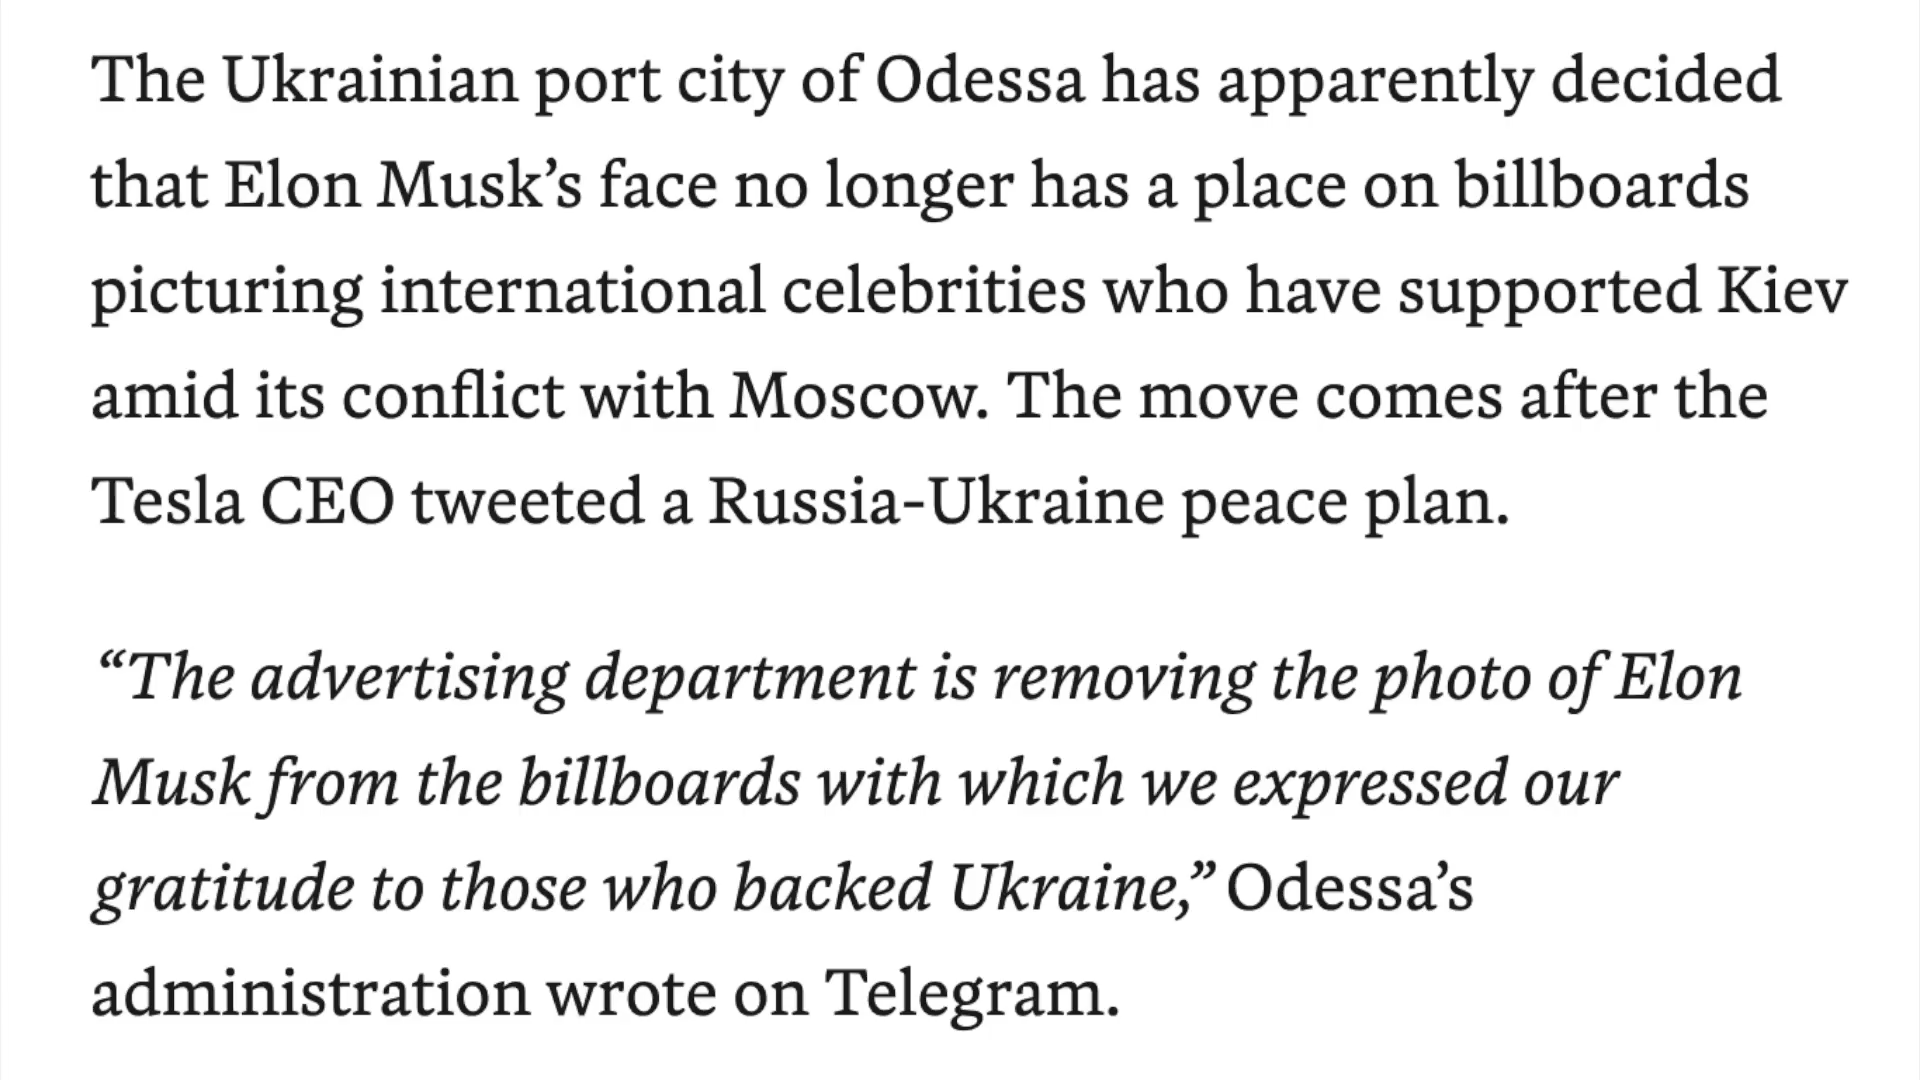 The Ukrainian port city of Odessa has apparently decided
that Elon Musk’s face no longer has a place on billboards
picturing international celebrities who have supported Kiev
amid its conflict with Moscow. The move comes after the
Tesla CEO tweeted a Russia-Ukraine peace plan.
“The advertising department is removing the photo of Elon
Musk from the billboards with which we expressed our
gratitude to those who backed Ukraine,” Odessa’s
administration wrote on Telegram.